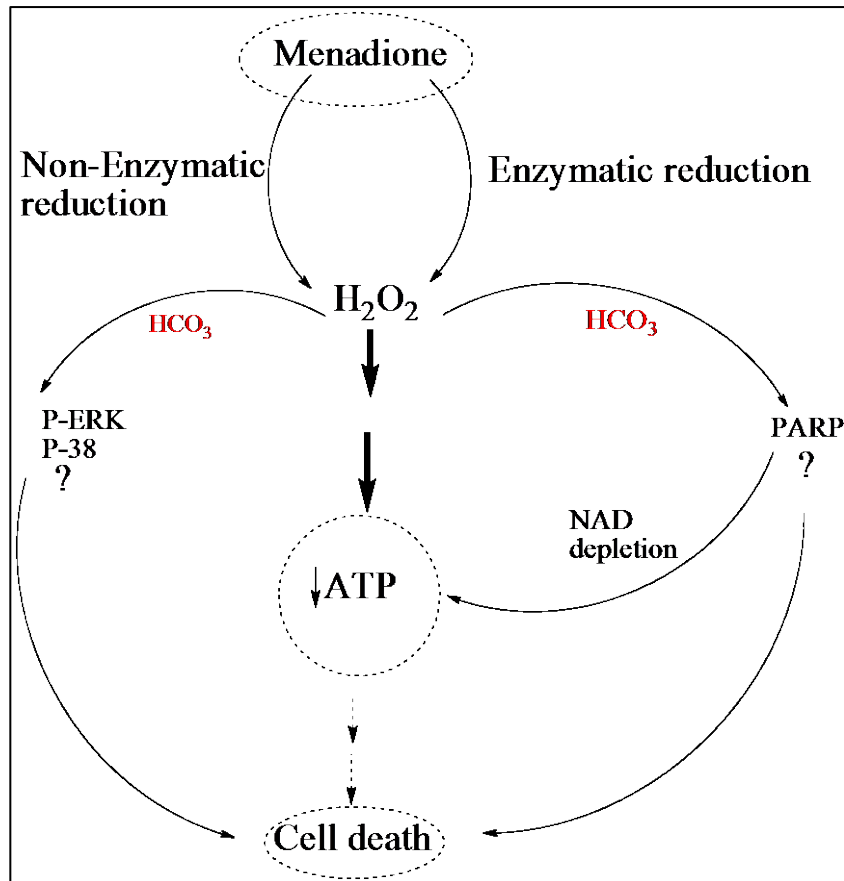 Menadione
Non-Enzymatic
reduction
Enzymatic reduction
H₂O₂
HCO₃
HCO₃
P-ERK
P-38
?
PARP
?
NAD
depletion
↓ATP
Cell death